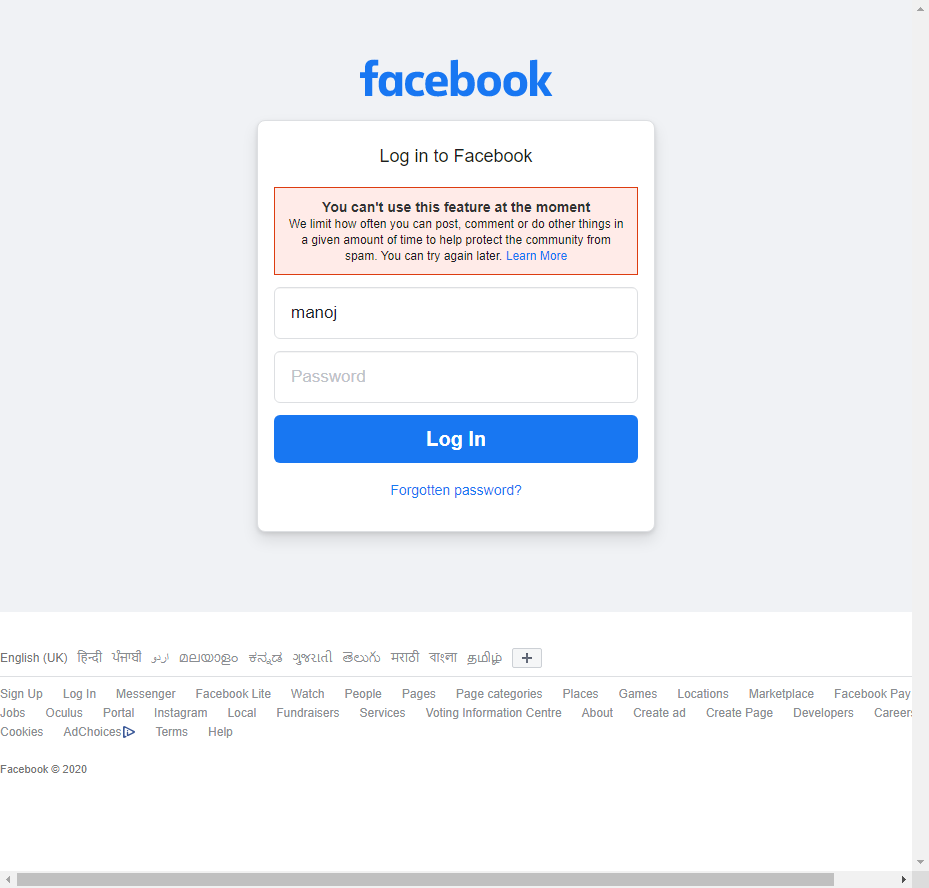 facebook
Log in to Facebook
You can't use this feature at the moment
We limit how often you can post, comment or do other things in
a given amount of time to help protect the community from
spam. You can try again later. Learn More
manoj
Password
Log In
Forgotten password?
English (UK) हिन्दी ਪੰਜਾਬੀ اردو മലയാളം ಕನ್ನಡ ગુજરાતી తెలుగు मराठी বাংলা தமிழ் +
Sign Up Log In Messenger Facebook Lite Watch People Pages Page categories Places Games Locations Marketplace Facebook Pay
Jobs Oculus Portal Instagram Local Fundraisers Services Voting Information Centre About Create ad Create Page Developers Careers
Cookies AdChoices Terms Help
Facebook © 2020